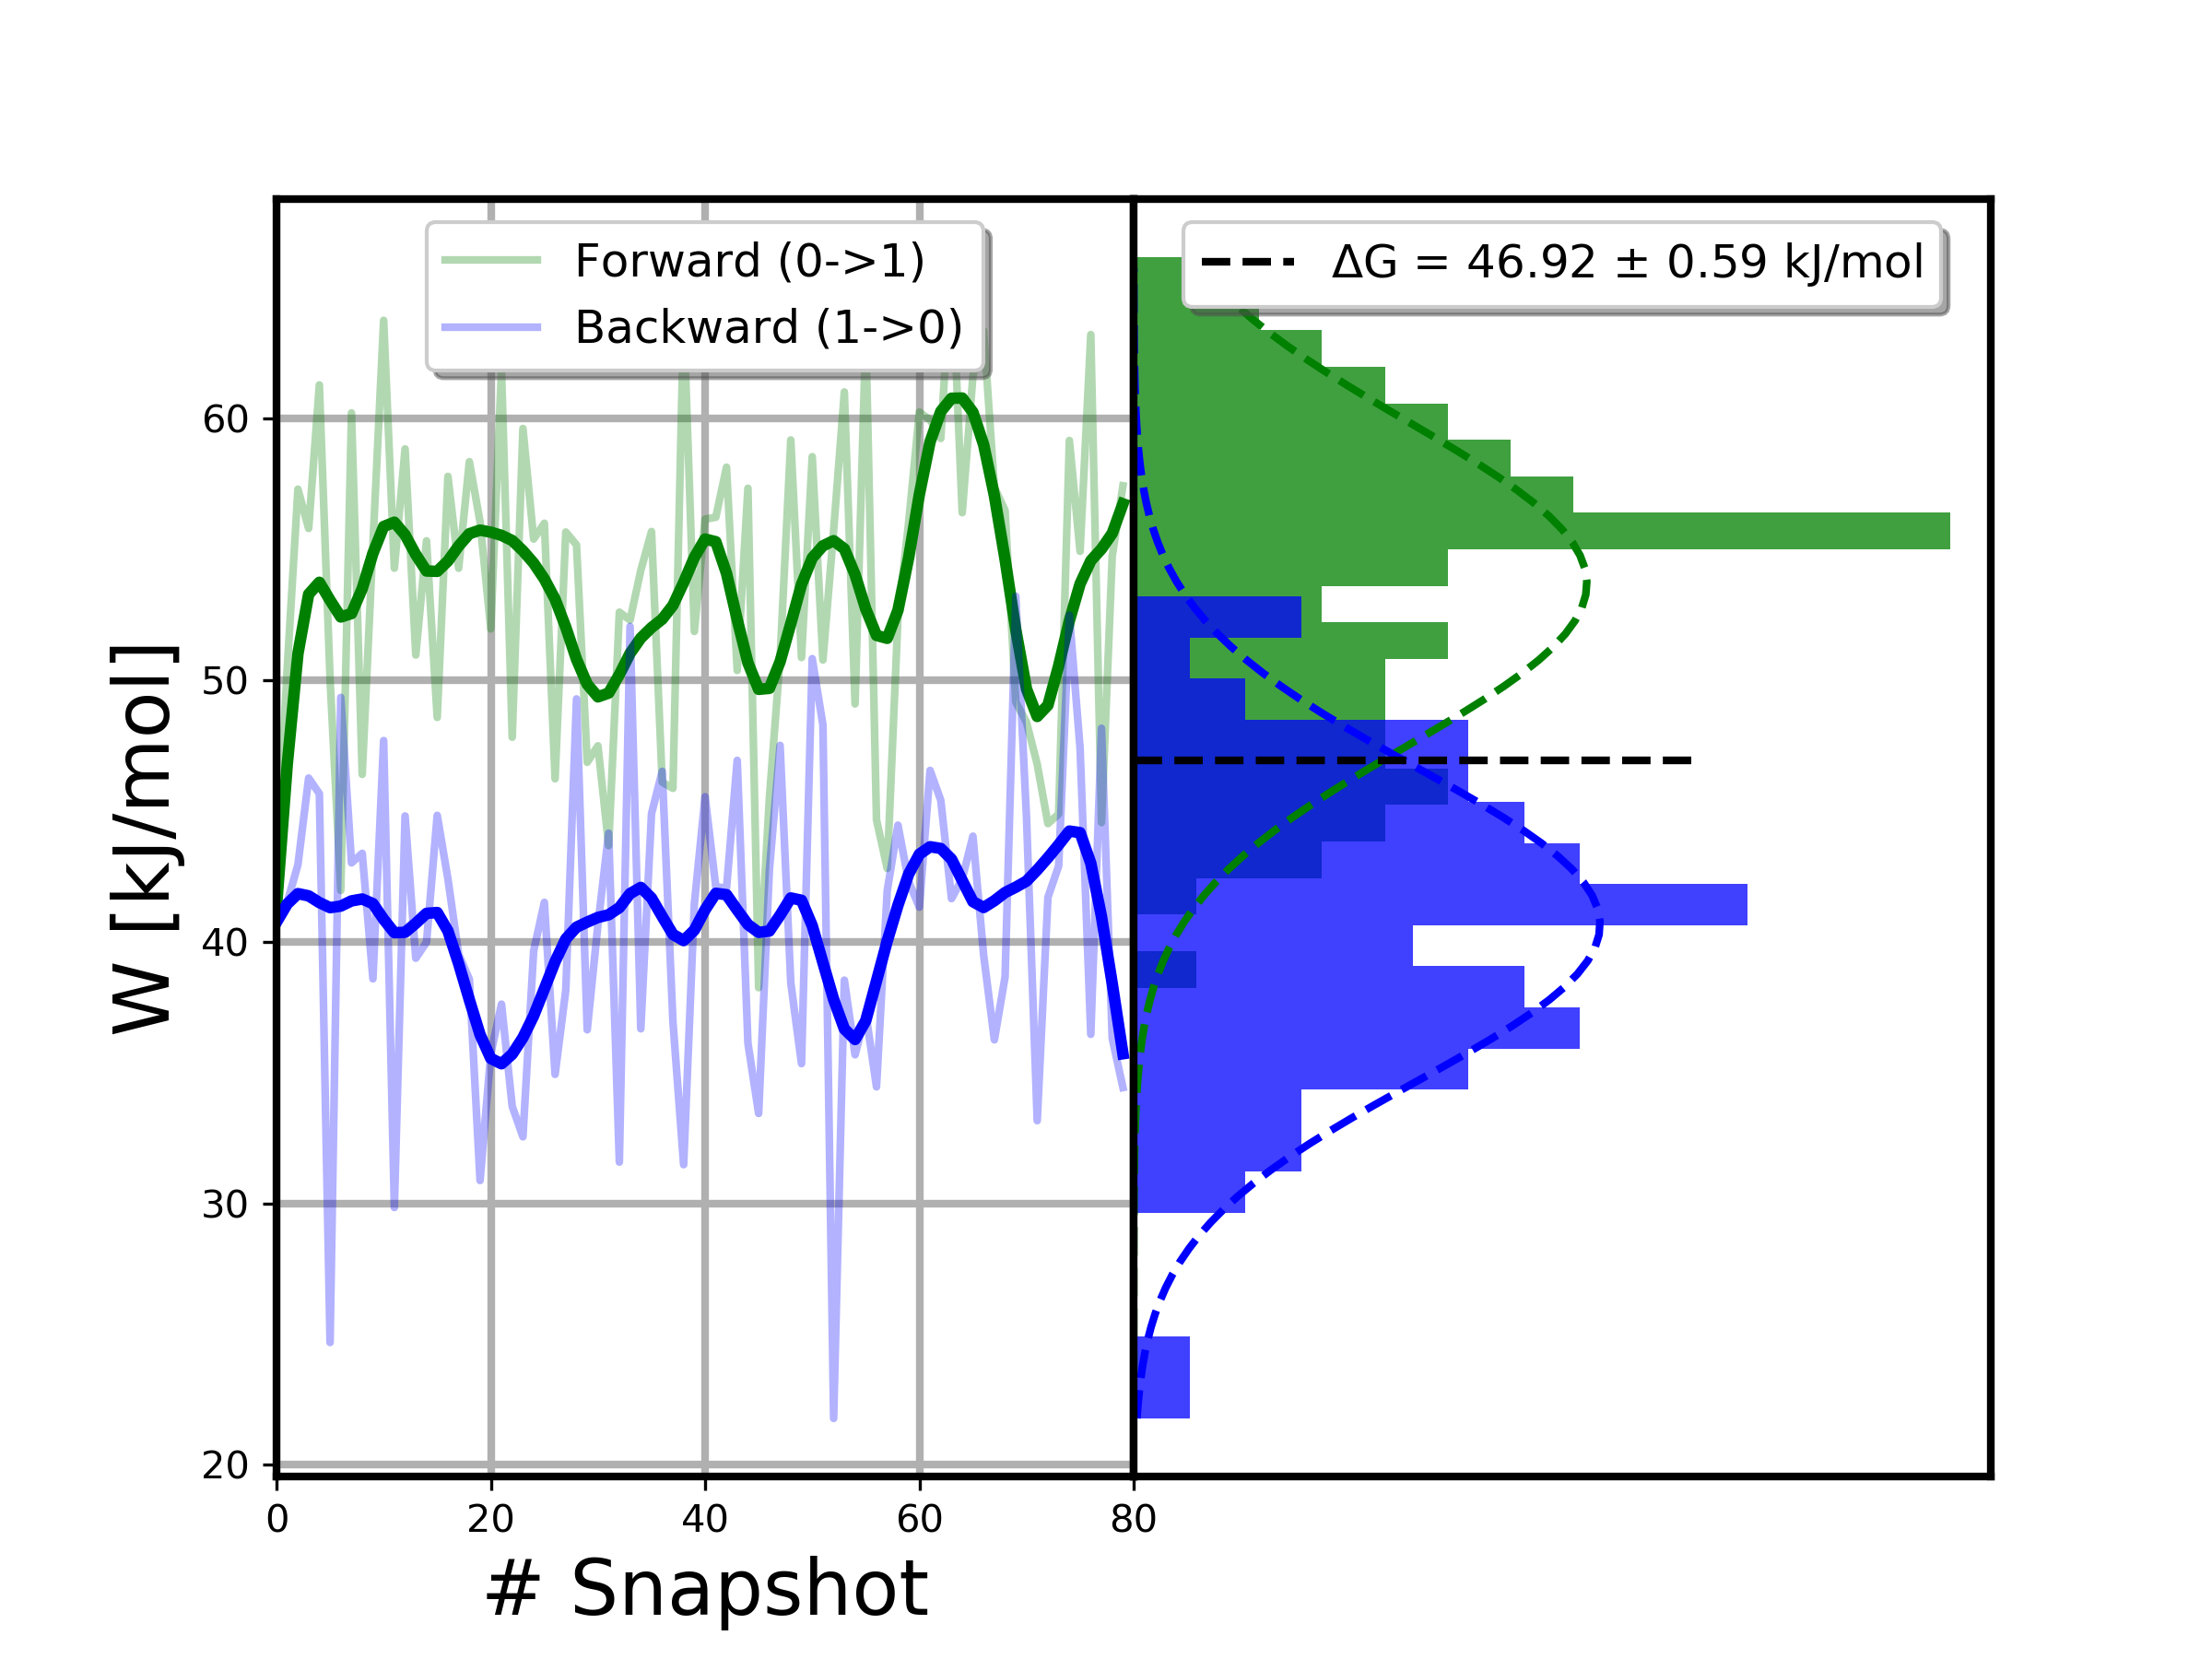 Forward (0->1)
Backward (1->0)
ΔG = 46.92 ± 0.59 kJ/mol
W [kJ/mol]
60
50
40
30
20
0
20
40
60
80
# Snapshot